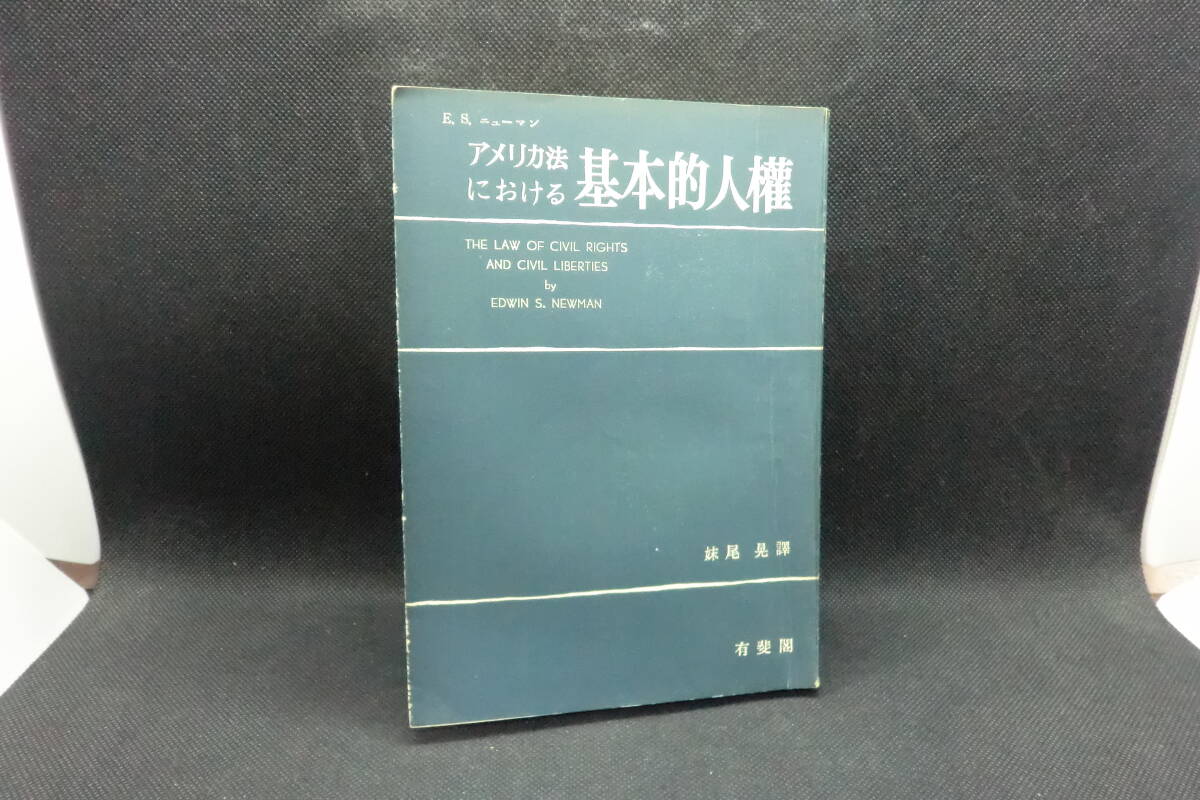 E. S. ニューマン
アメリカ法
における 基本的人權
THE LAW OF CIVIL RIGHTS
AND CIVIL LIBERTIES
by
EDWIN S. NEWMAN
妹尾 晃譯
有斐閣